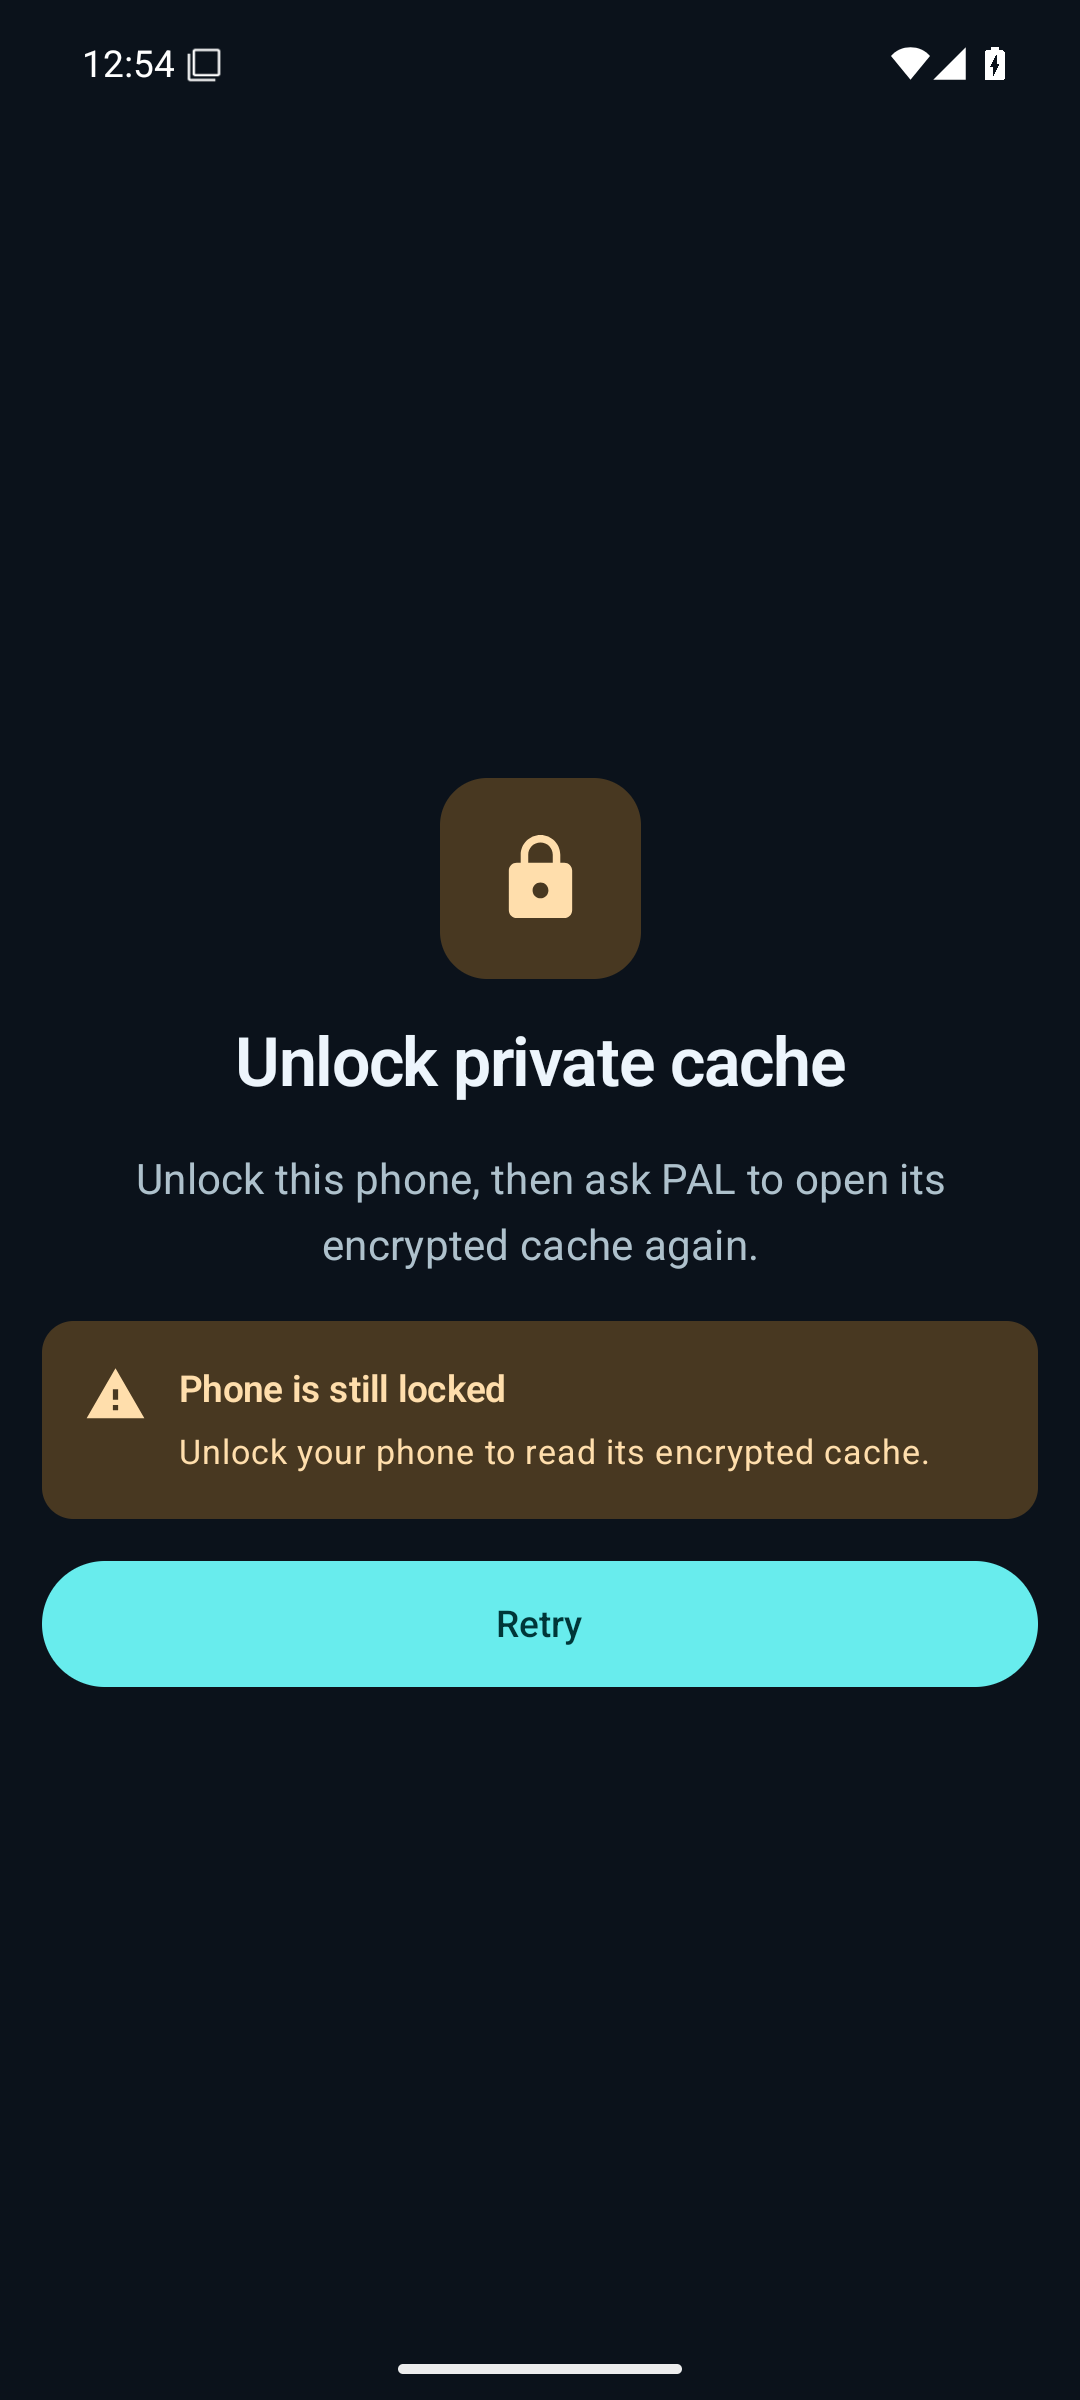 12:54
Unlock private cache
Unlock this phone, then ask PAL to open its
encrypted cache again.
Phone is still locked
Unlock your phone to read its encrypted cache.
Retry